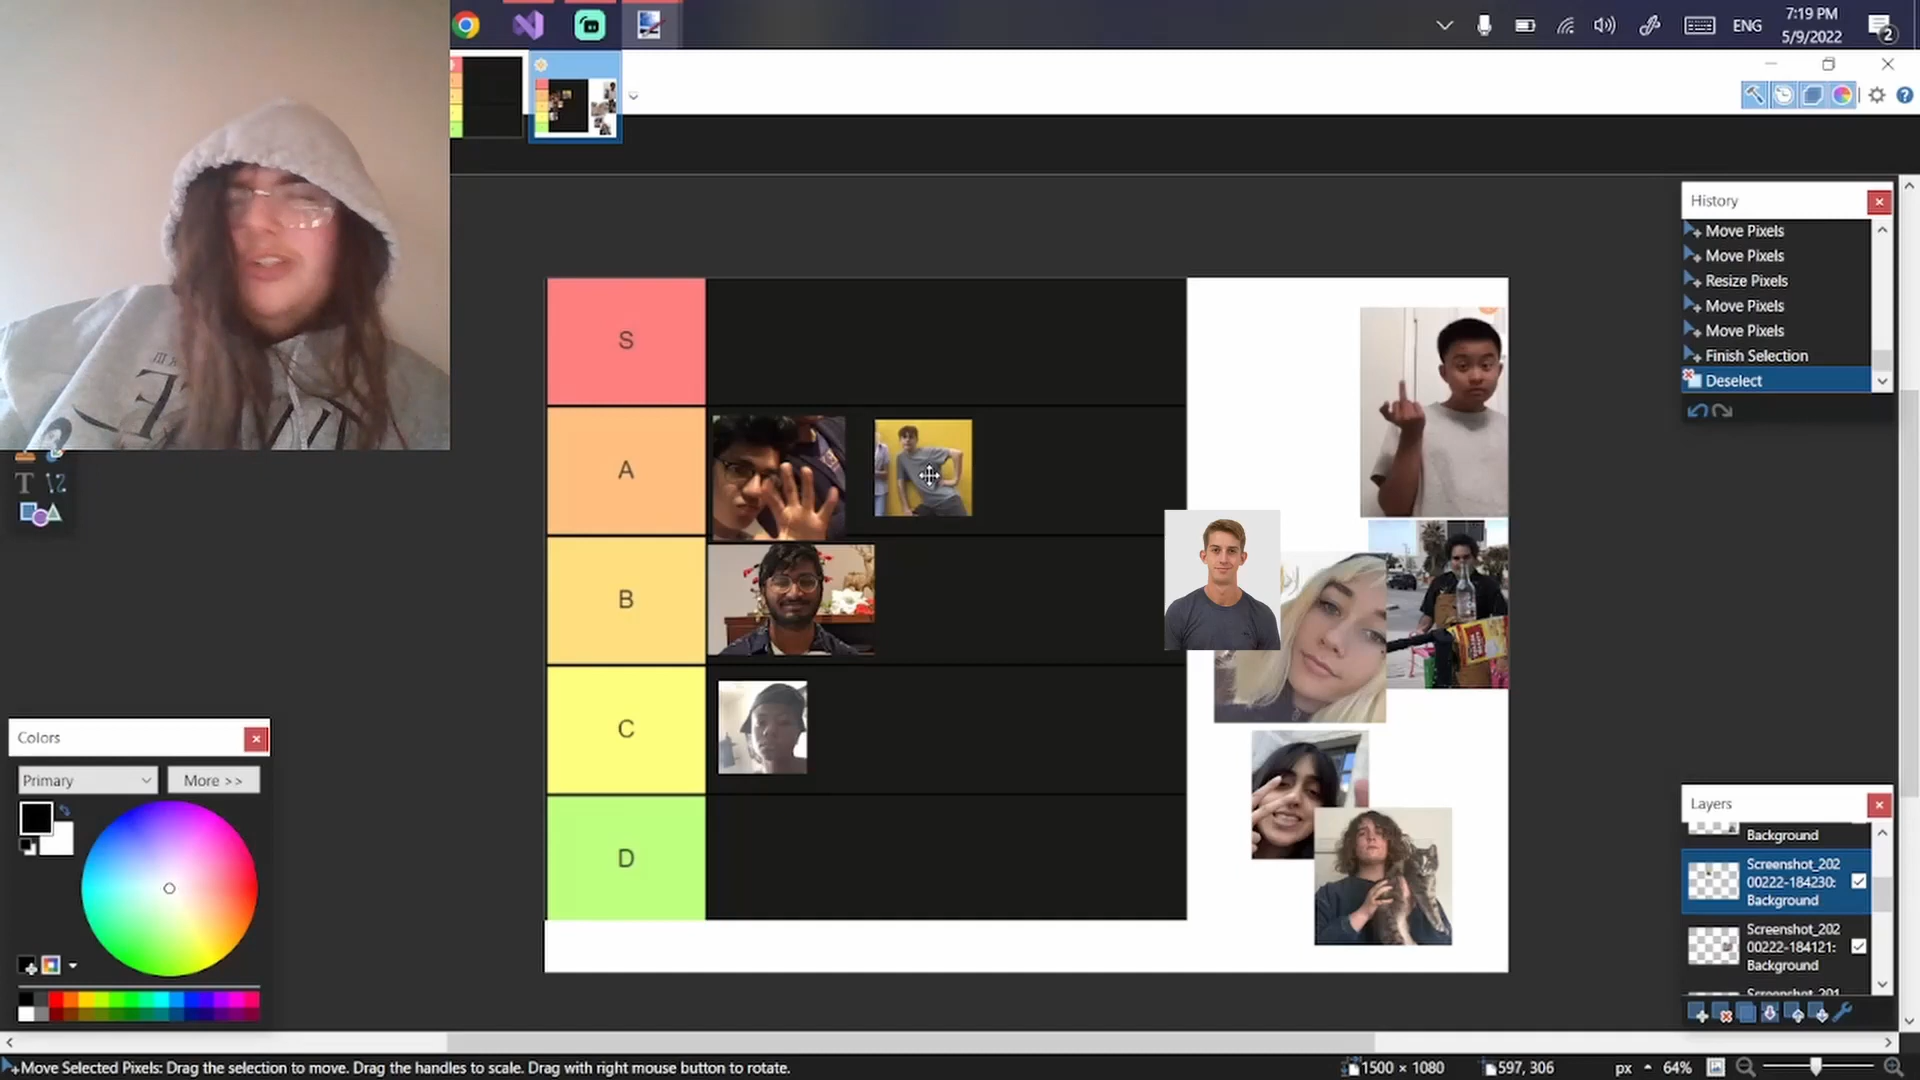 ENG
7:19 PM
5/9/2022
2
History
Move Pixels
Move Pixels
Resize Pixels
Move Pixels
Move Pixels
Finish Selection
Deselect
S
A
B
C
D
Colors
Primary
More >>
Layers
Background
Screenshot_202
00222-184230:
Background
Screenshot_202
00222-184121:
Background
Move Selected Pixels: Drag the selection to move. Drag the handles to scale. Drag with right mouse button to rotate.
1500 × 1080
597, 306
px
64%